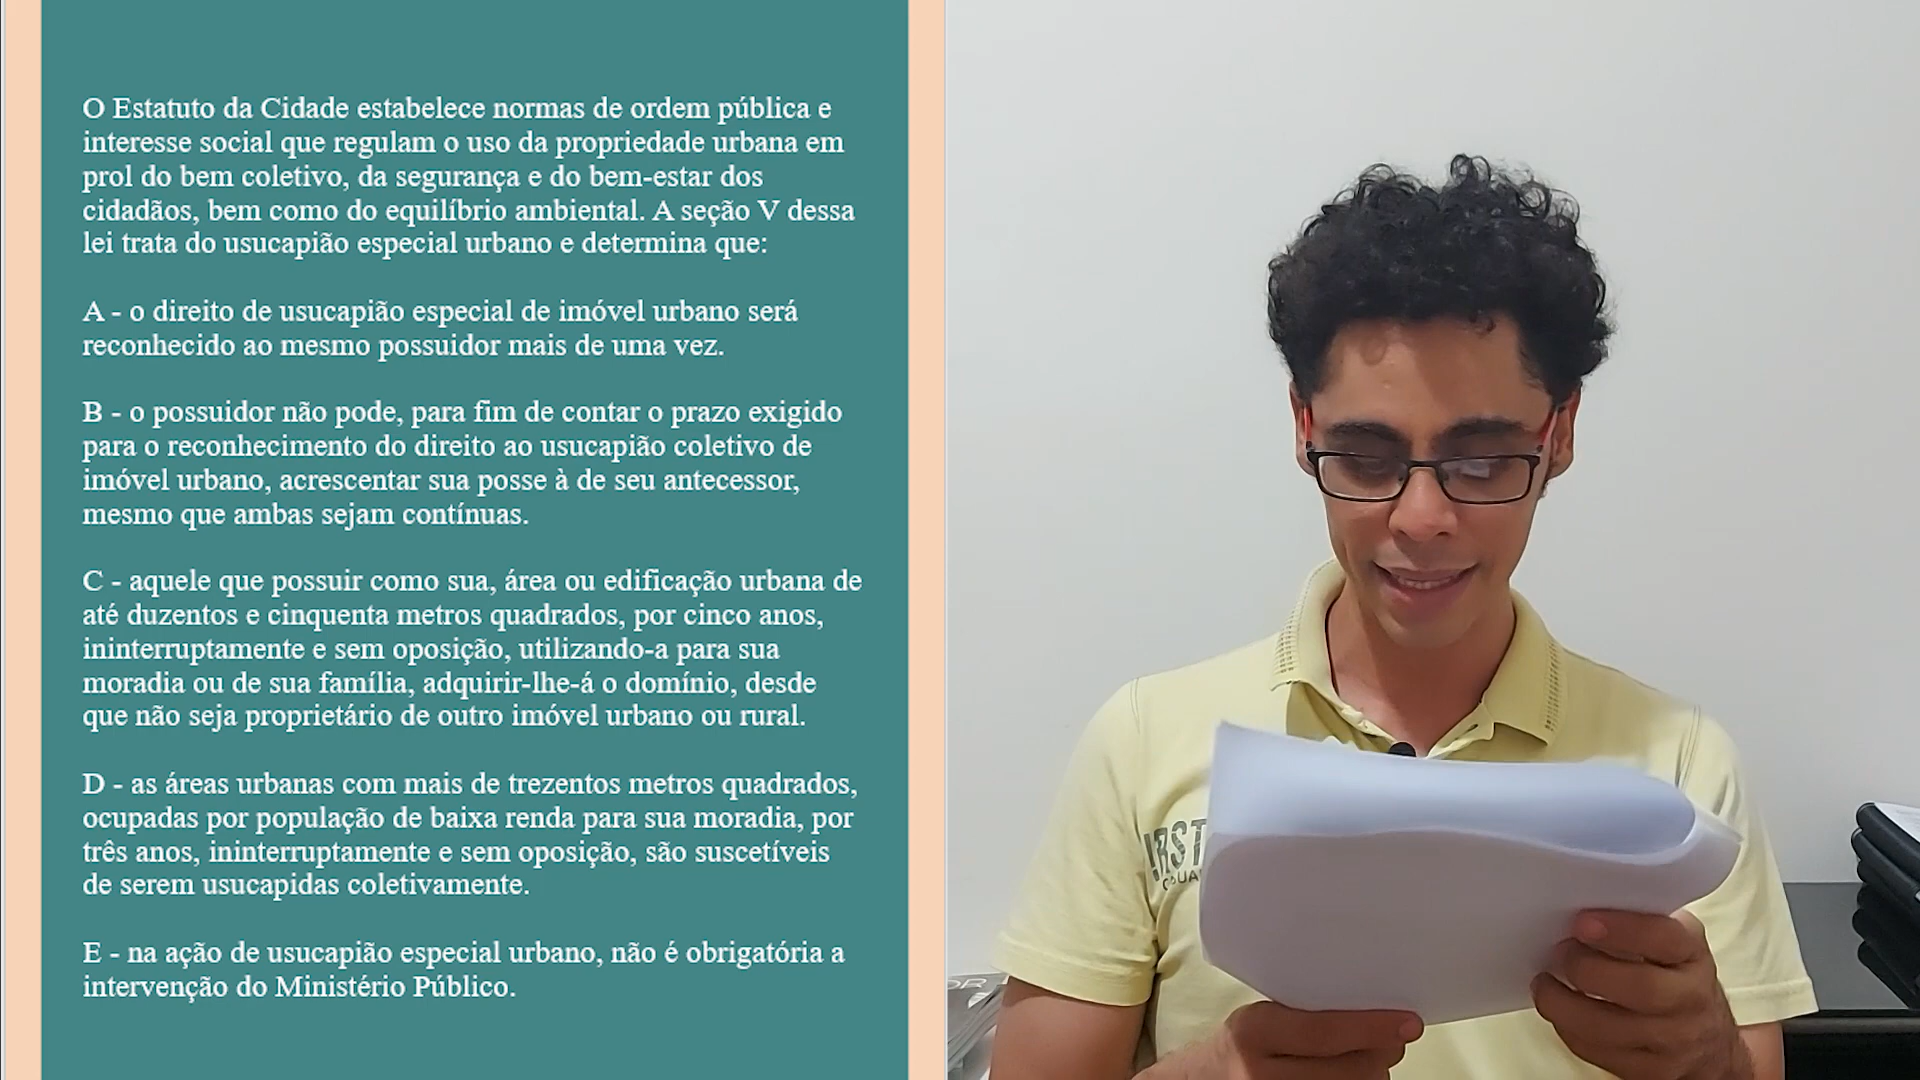 O Estatuto da Cidade estabelece normas de ordem pública e
interesse social que regulam o uso da propriedade urbana em
prol do bem coletivo, da segurança e do bem-estar dos
cidadãos, bem como do equilíbrio ambiental. A seção V dessa
lei trata do usucapião especial urbano e determina que:
A - o direito de usucapião especial de imóvel urbano será
reconhecido ao mesmo possuidor mais de uma vez.
B - o possuidor não pode, para fim de contar o prazo exigido
para o reconhecimento do direito ao usucapião coletivo de
imóvel urbano, acrescentar sua posse à de seu antecessor,
mesmo que ambas sejam contínuas.
C - aquele que possuir como sua, área ou edificação urbana de
até duzentos e cinquenta metros quadrados, por cinco anos,
ininterruptamente e sem oposição, utilizando-a para sua
moradia ou de sua família, adquirir-lhe-á o domínio, desde
que não seja proprietário de outro imóvel urbano ou rural.
D - as áreas urbanas com mais de trezentos metros quadrados,
ocupadas por população de baixa renda para sua moradia, por
três anos, ininterruptamente e sem oposição, são suscetíveis
de serem usucapidas coletivamente.
E - na ação de usucapião especial urbano, não é obrigatória a
intervenção do Ministério Público.